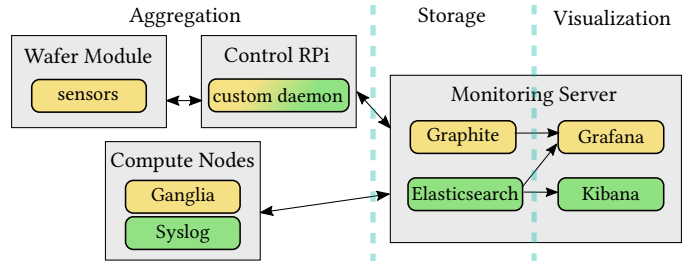 Aggregation
Storage
Visualization
Wafer Module
sensors
Control RPi
custom daemon
Compute Nodes
Ganglia
Syslog
Monitoring Server
Graphite
Grafana
Elasticsearch
Kibana